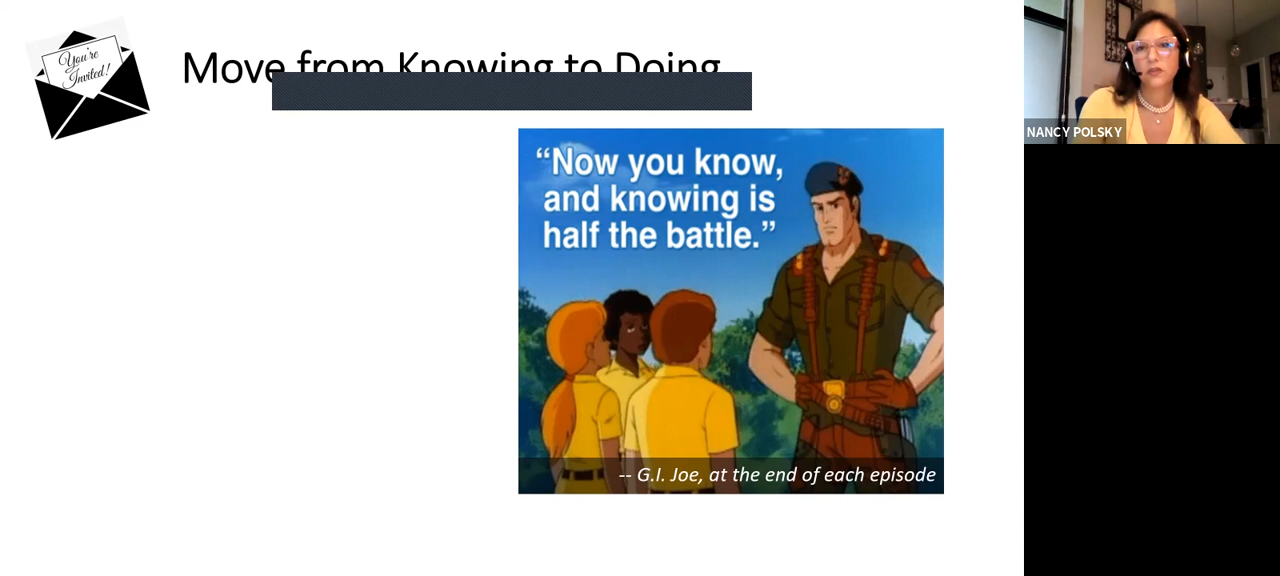 You're
Invited!
Move from Knowing to Doing
“Now you know,
and knowing is
half the battle.”
-- G.I. Joe, at the end of each episode
NANCY POLSKY